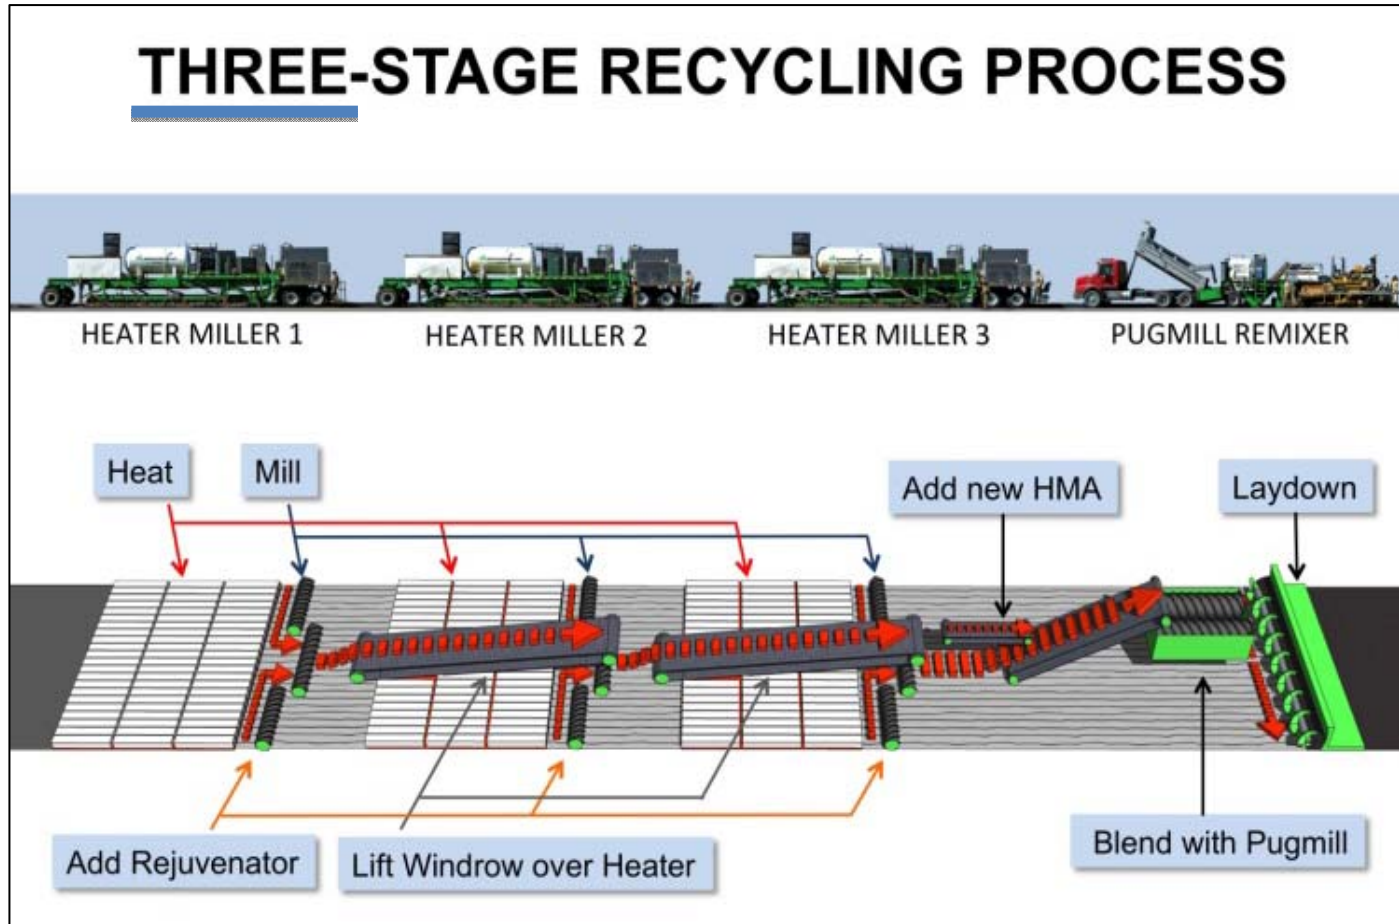 THREE-STAGE RECYCLING PROCESS
HEATER MILLER 1
HEATER MILLER 2
HEATER MILLER 3
PUGMILL REMIXER
Heat
Mill
Add new HMA
Laydown
Add Rejuvenator
Lift Windrow over Heater
Blend with Pugmill